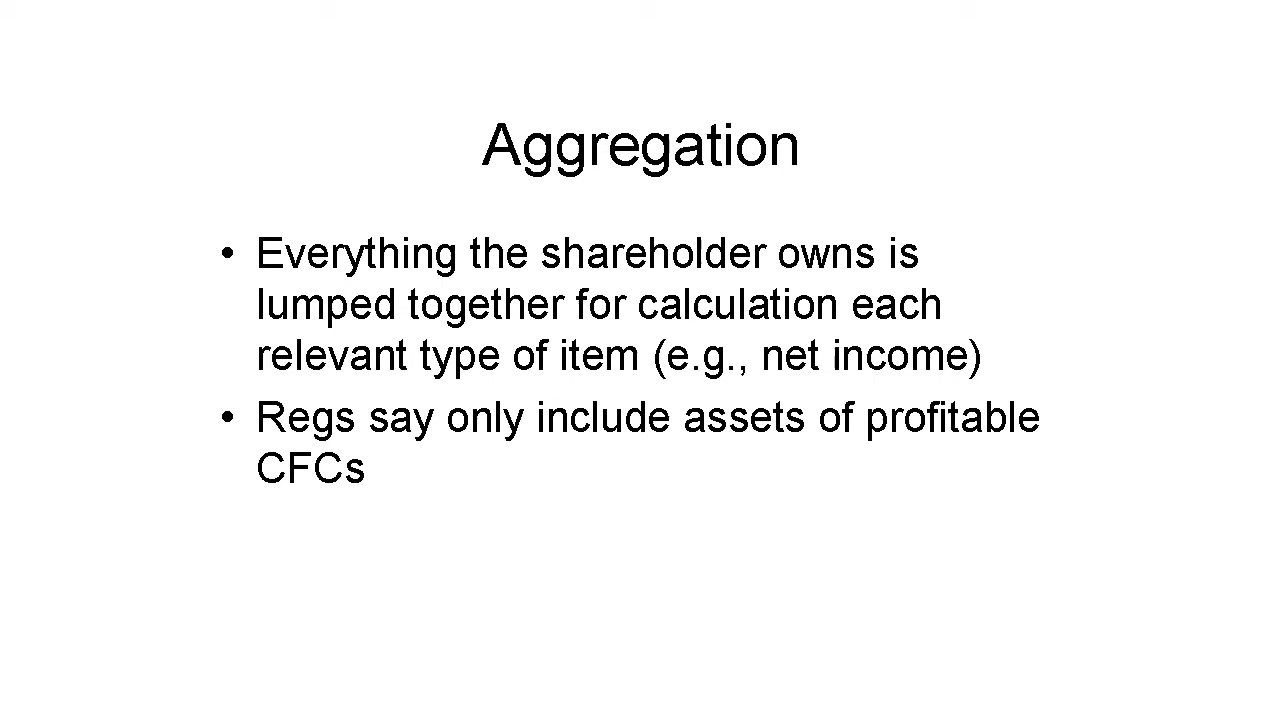 Aggregation
• Everything the shareholder owns is
lumped together for calculation each
relevant type of item (e.g., net income)
• Regs say only include assets of profitable
CFCs